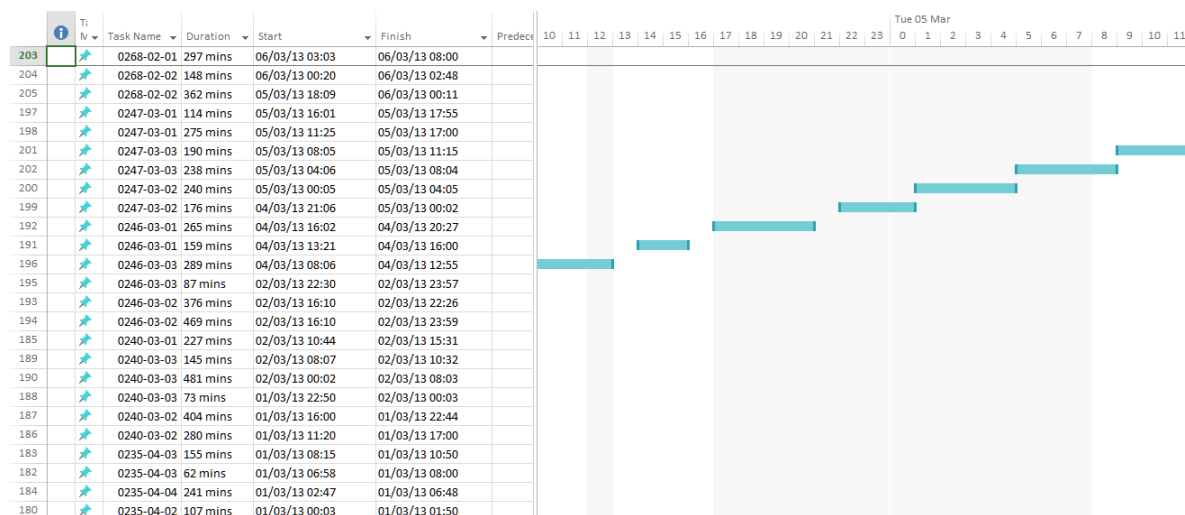 Tue 05 Mar
Ta
M Task Name Duration Start Finish Predece 10 11 12 13 14 15 16 17 18 19 20 21 22 23 0 1 2 3 4 5 6 7 8 9 10 11
203 0268-02-01 297 mins 06/03/13 03:03 06/03/13 08:00
204 0268-02-02 148 mins 06/03/13 00:20 06/03/13 02:48
205 0268-02-02 362 mins 05/03/13 18:09 06/03/13 00:11
197 0247-03-01 114 mins 05/03/13 16:01 05/03/13 17:55
198 0247-03-01 275 mins 05/03/13 11:25 05/03/13 17:00
201 0247-03-03 190 mins 05/03/13 08:05 05/03/13 11:15
202 0247-03-03 238 mins 05/03/13 04:06 05/03/13 08:04
200 0247-03-02 240 mins 05/03/13 00:05 05/03/13 04:05
199 0247-03-02 176 mins 04/03/13 21:06 05/03/13 00:02
192 0246-03-01 265 mins 04/03/13 16:02 04/03/13 20:27
191 0246-03-01 159 mins 04/03/13 13:21 04/03/13 16:00
196 0246-03-03 289 mins 04/03/13 08:06 04/03/13 12:55
195 0246-03-03 87 mins 02/03/13 22:30 02/03/13 23:57
193 0246-03-02 376 mins 02/03/13 16:10 02/03/13 22:26
194 0246-03-02 469 mins 02/03/13 16:10 02/03/13 23:59
185 0240-03-01 227 mins 02/03/13 10:44 02/03/13 15:31
189 0240-03-03 145 mins 02/03/13 08:07 02/03/13 10:32
190 0240-03-03 481 mins 02/03/13 00:02 02/03/13 08:03
188 0240-03-03 73 mins 01/03/13 22:50 02/03/13 00:03
187 0240-03-02 404 mins 01/03/13 16:00 01/03/13 22:44
186 0240-03-02 280 mins 01/03/13 11:20 01/03/13 17:00
183 0235-04-03 155 mins 01/03/13 08:15 01/03/13 10:50
182 0235-04-03 62 mins 01/03/13 06:58 01/03/13 08:00
184 0235-04-04 241 mins 01/03/13 02:47 01/03/13 06:48
180 0235-04-02 107 mins 01/03/13 00:03 01/03/13 01:50